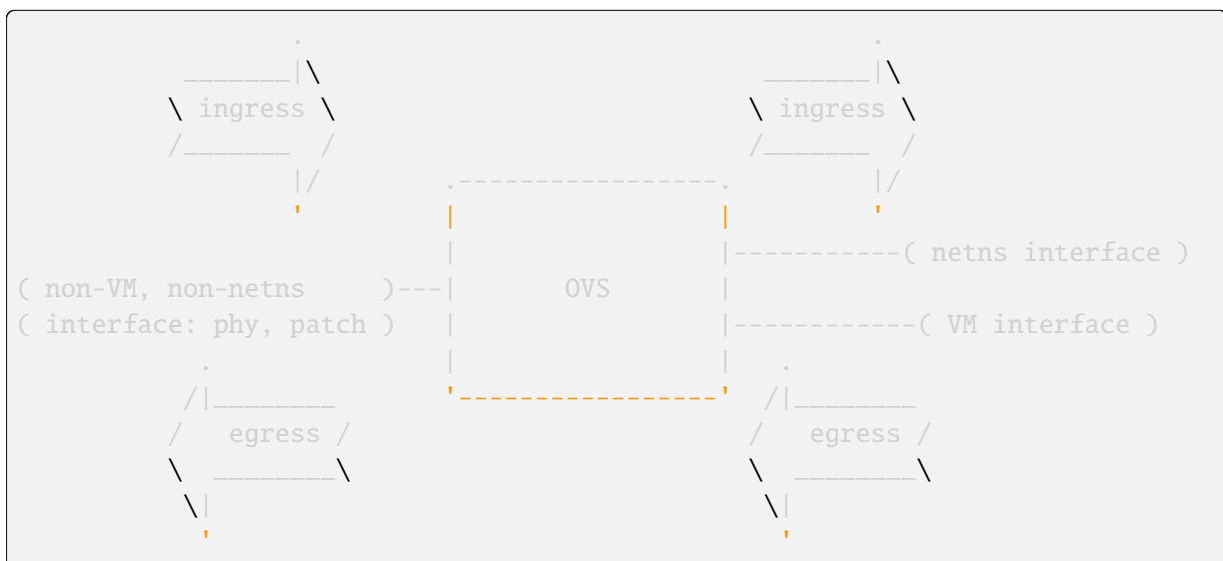 ingress ingress
( netns interface )
( non-VM, non-netns )--- OVS
( interface: phy, patch ) ( VM interface )
egress egress